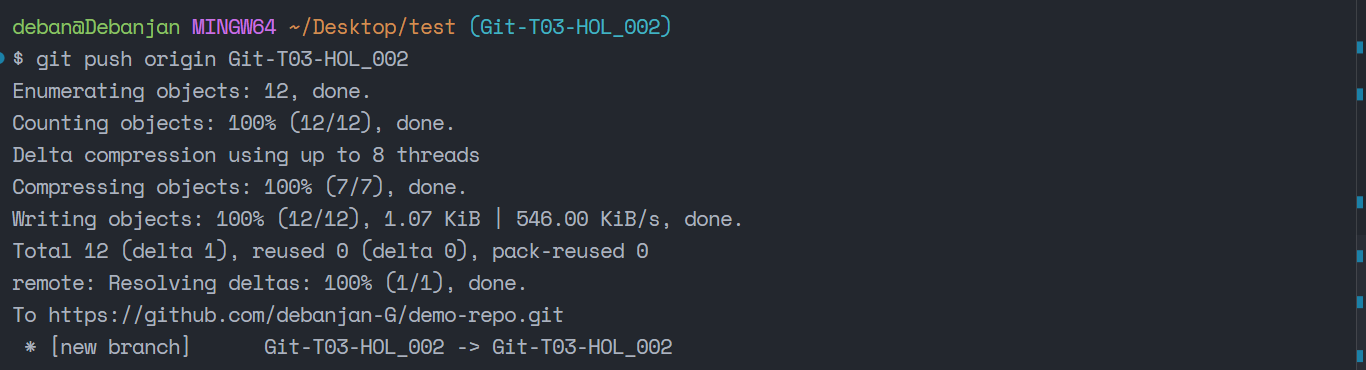 deban@Debanjan MINGW64 ~/Desktop/test (Git-T03-HOL_002)
$ git push origin Git-T03-HOL_002
Enumerating objects: 12, done.
Counting objects: 100% (12/12), done.
Delta compression using up to 8 threads
Compressing objects: 100% (7/7), done.
Writing objects: 100% (12/12), 1.07 KiB | 546.00 KiB/s, done.
Total 12 (delta 1), reused 0 (delta 0), pack-reused 0
remote: Resolving deltas: 100% (1/1), done.
To https://github.com/debanjan-G/demo-repo.git
 * [new branch]      Git-T03-HOL_002 -> Git-T03-HOL_002